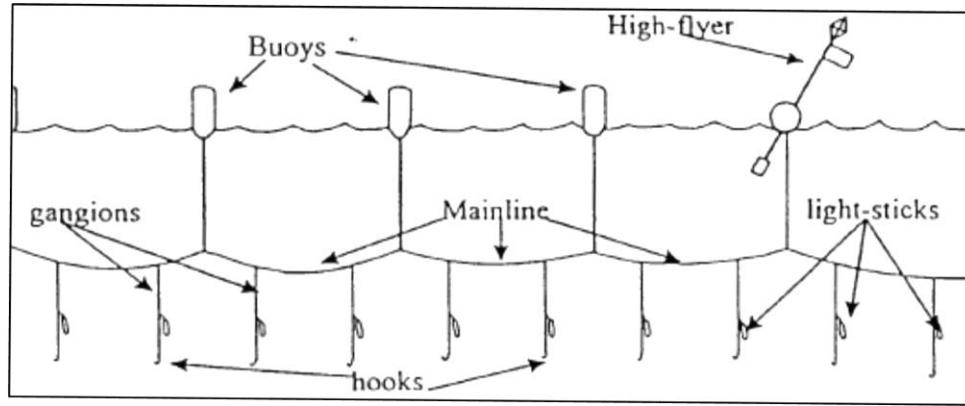 High-flyer
Buoys
gangions
Mainline
light-sticks
hooks